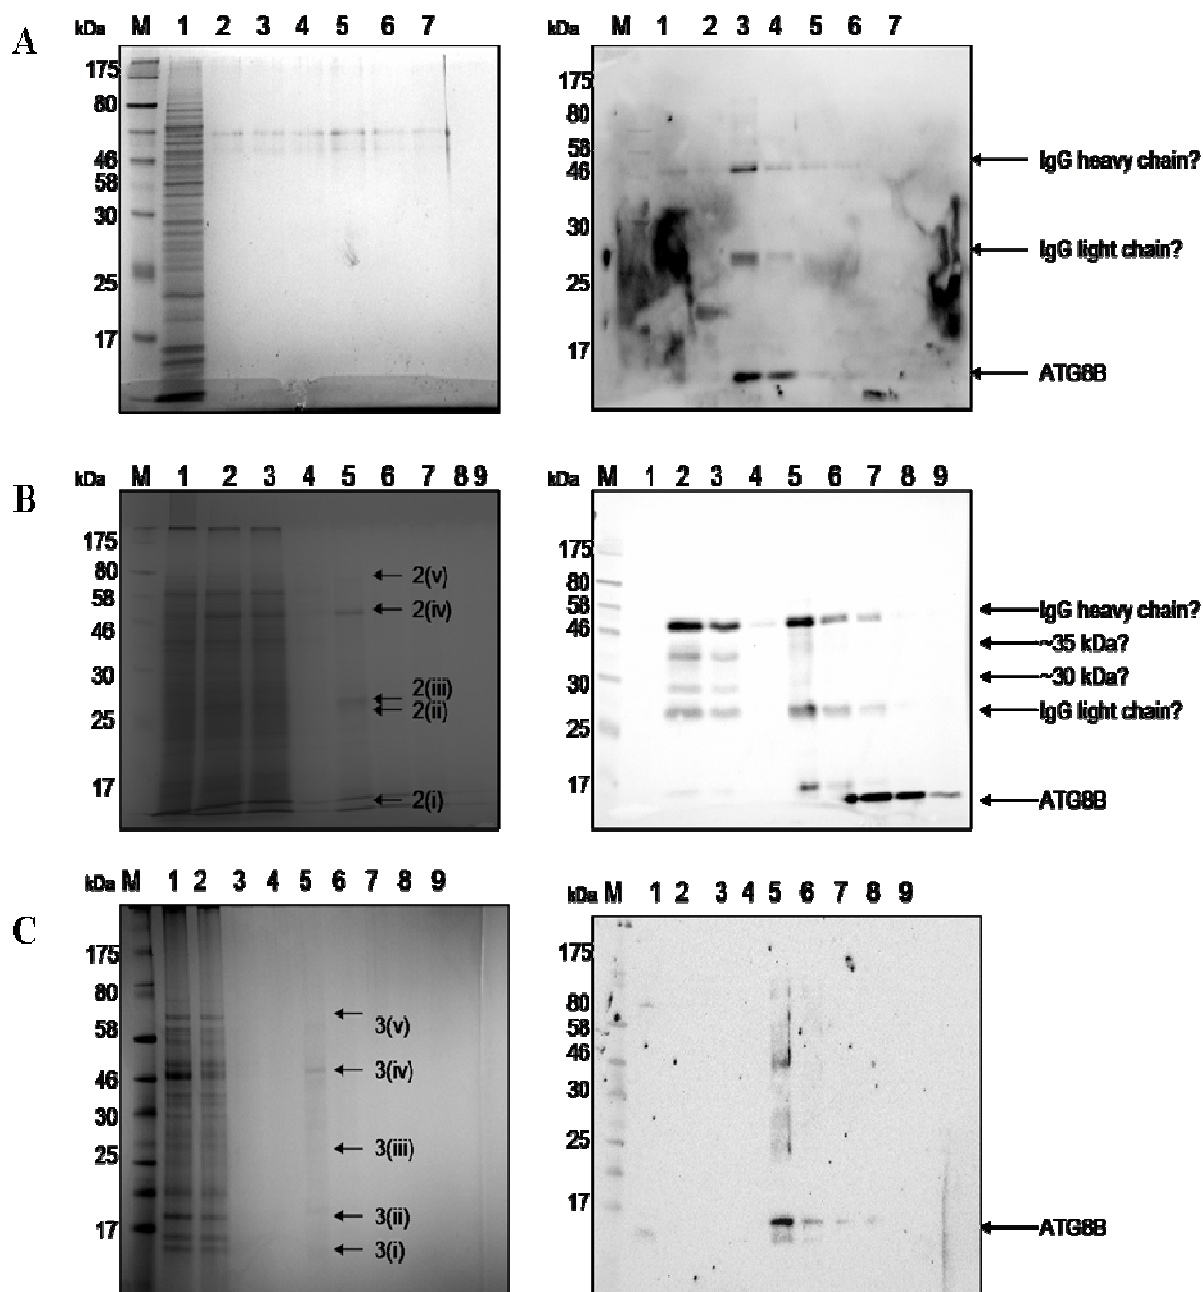 A
kDa M 1 2 3 4 5 6 7
175
80
46
58
30
25
17
kDa M 1 2 3 4 5 6 7
175
80
58
46
30
25
17
IgG heavy chain?
IgG light chain?
ATG8B
B
kDa M 1 2 3 4 5 6 7 8 9
175
80
58
46
30
25
17
2(v)
2(iv)
2(iii)
2(ii)
2(i)
kDa M 1 2 3 4 5 6 7 8 9
175
80
58
46
30
25
17
IgG heavy chain?
~35 kDa?
~30 kDa?
IgG light chain?
ATG8B
C
kDa M 1 2 3 4 5 6 7 8 9
175
80
58
46
30
25
17
3(v)
3(iv)
3(iii)
3(ii)
3(i)
kDa M 1 2 3 4 5 6 7 8 9
175
80
58
46
30
25
17
ATG8B